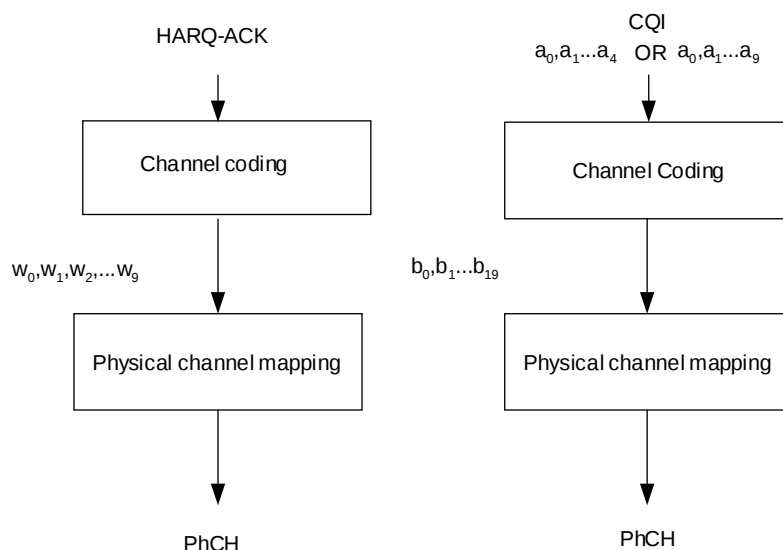 HARQ-ACK
Channel coding
w0,w1,w2,...w9
Physical channel mapping
PhCH
CQI
a0,a1...a4 OR a0,a1...a9
Channel Coding
b0,b1...b19
Physical channel mapping
PhCH